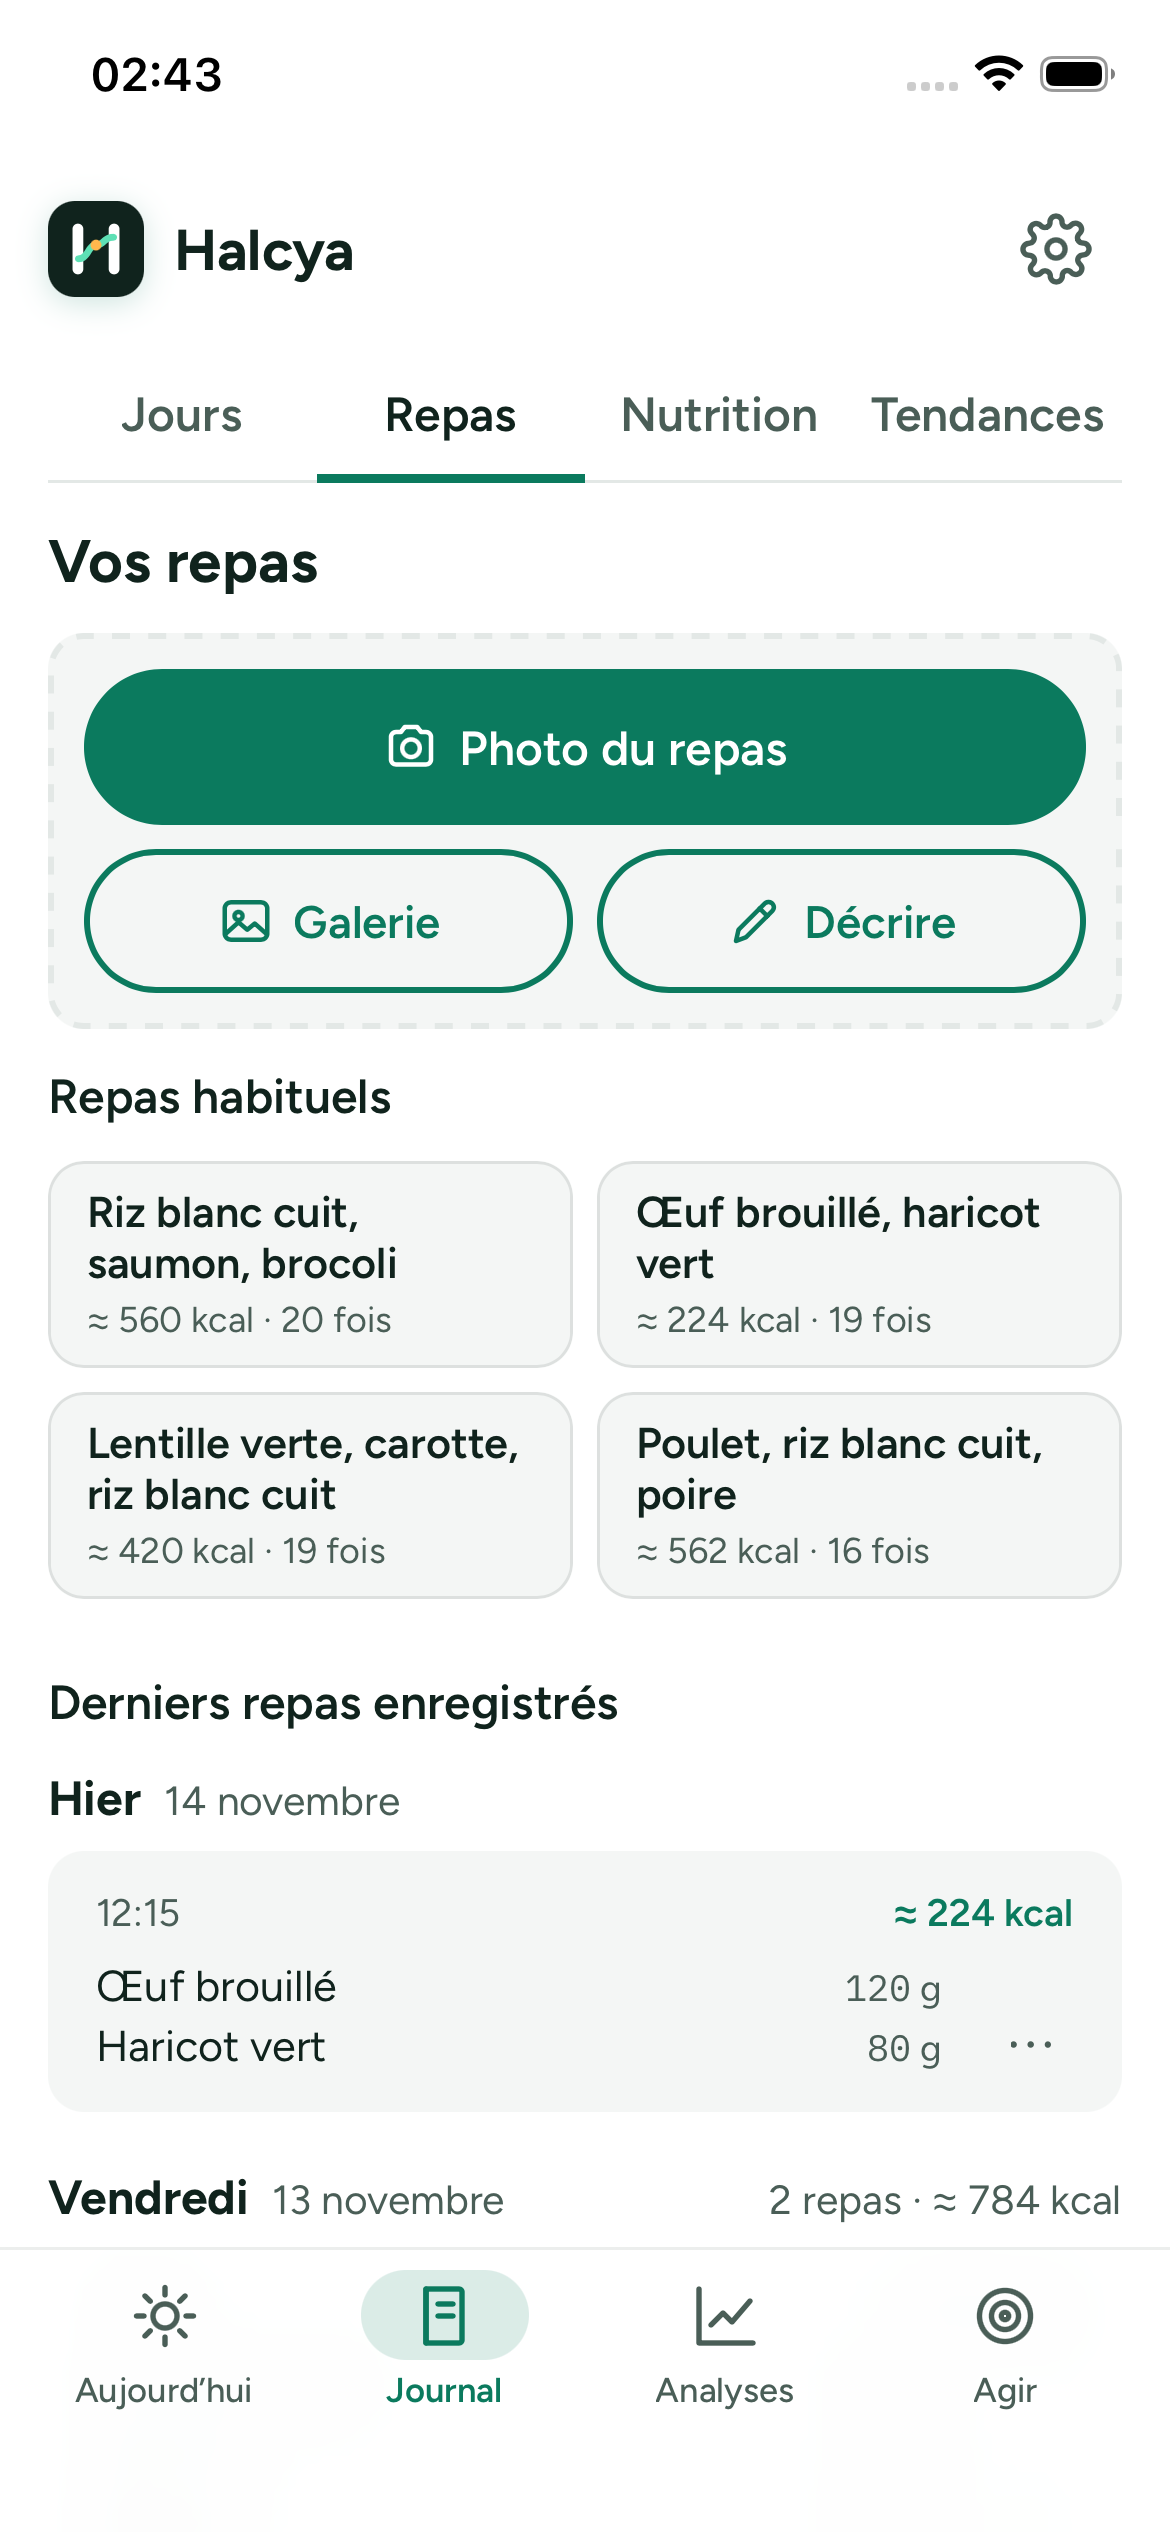 02:43
Halcya
Jours Repas Nutrition Tendances
Vos repas
Photo du repas
Galerie Décrire
Repas habituels
Riz blanc cuit,
saumon, brocoli
≈ 560 kcal · 20 fois
Œuf brouillé, haricot
vert
≈ 224 kcal · 19 fois
Lentille verte, carotte,
riz blanc cuit
≈ 420 kcal · 19 fois
Poulet, riz blanc cuit,
poire
≈ 562 kcal · 16 fois
Derniers repas enregistrés
Hier 14 novembre
12:15 ≈ 224 kcal
Œuf brouillé 120 g
Haricot vert 80 g
Vendredi 13 novembre 2 repas · ≈ 784 kcal
Aujourd’hui Journal Analyses Agir